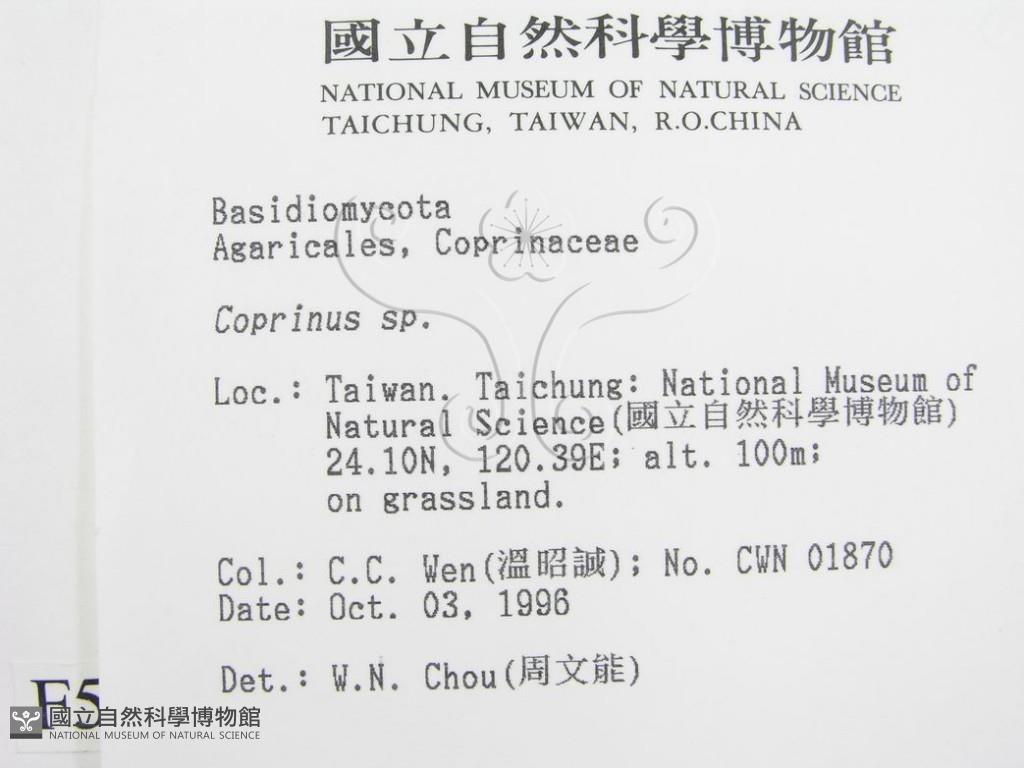 國立自然科學博物館
NATIONAL MUSEUM OF NATURAL SCIENCE
TAICHUNG, TAIWAN, R.O.CHINA
Basidiomycota
Agaricales, Coprinaceae
Coprinus sp.
Loc.: Taiwan. Taichung: National Museum of
Natural Science(國立自然科學博物館)
24.10N, 120.39E; alt. 100m;
on grassland.
Col.: C.C. Wen(溫昭誠); No. CWN 01870
Date: Oct. 03, 1996
Det.: W.N. Chou(周文能)
F5
國立自然科學博物館
NATIONAL MUSEUM OF NATURAL SCIENCE